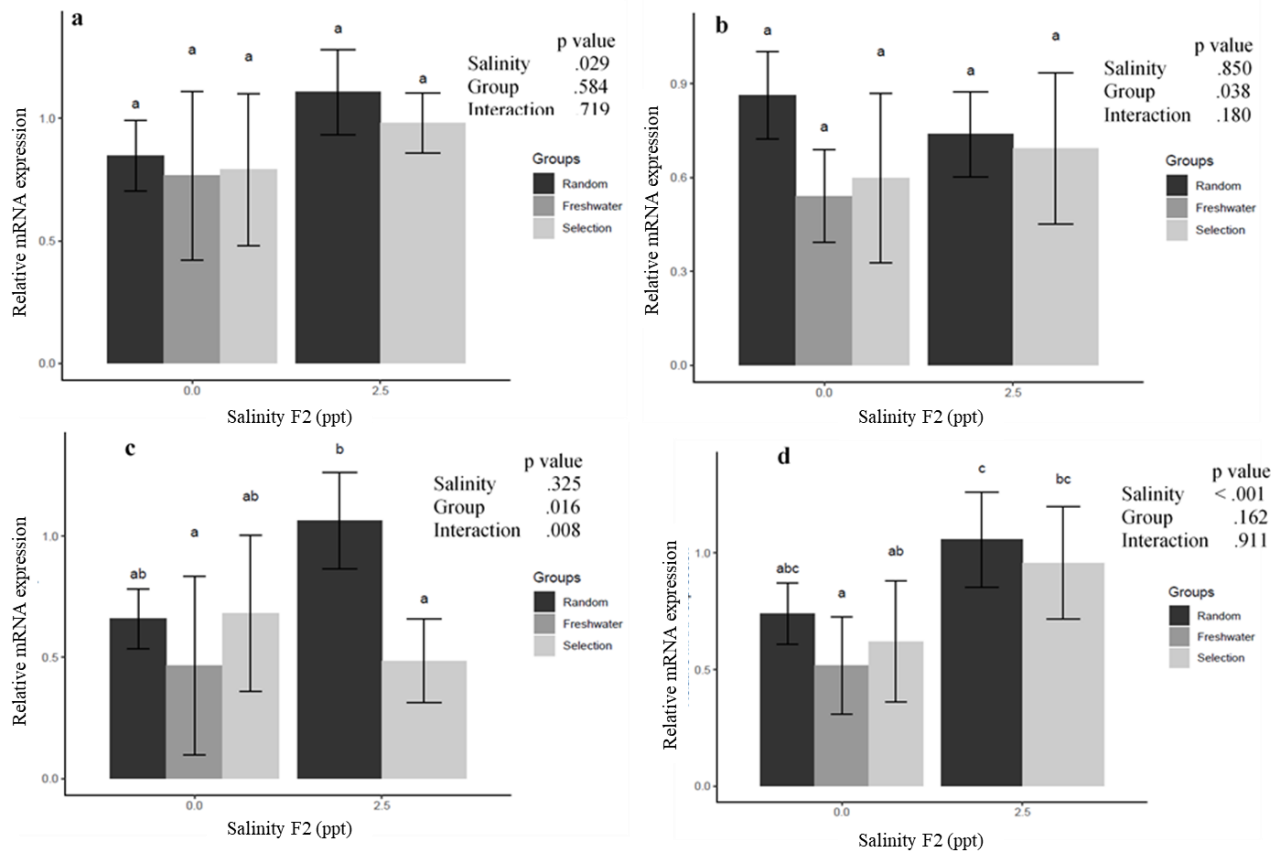 a
a
a
a
a
a
p value
Salinity .029
Group .584
Interaction .719
Relative mRNA expression
1.0
0.5
0.0
Groups
Random
Freshwater
Selection
0.0 2.5
Salinity F2 (ppt)
b
a
a
a
a
a
p value
Salinity .850
Group .038
Interaction .180
Relative mRNA expression
0.9
0.6
0.3
0.0
Groups
Random
Freshwater
Selection
0.0 2.5
Salinity F2 (ppt)
c
ab
a
ab
b
a
p value
Salinity .325
Group .016
Interaction .008
Relative mRNA expression
1.0
0.5
0.0
Groups
Random
Freshwater
Selection
0.0 2.5
Salinity F2 (ppt)
d
abc
a
ab
c
bc
p value
Salinity < .001
Group .162
Interaction .911
Relative mRNA expression
1.0
0.5
0.0
Groups
Random
Freshwater
Selection
0.0 2.5
Salinity F2 (ppt)